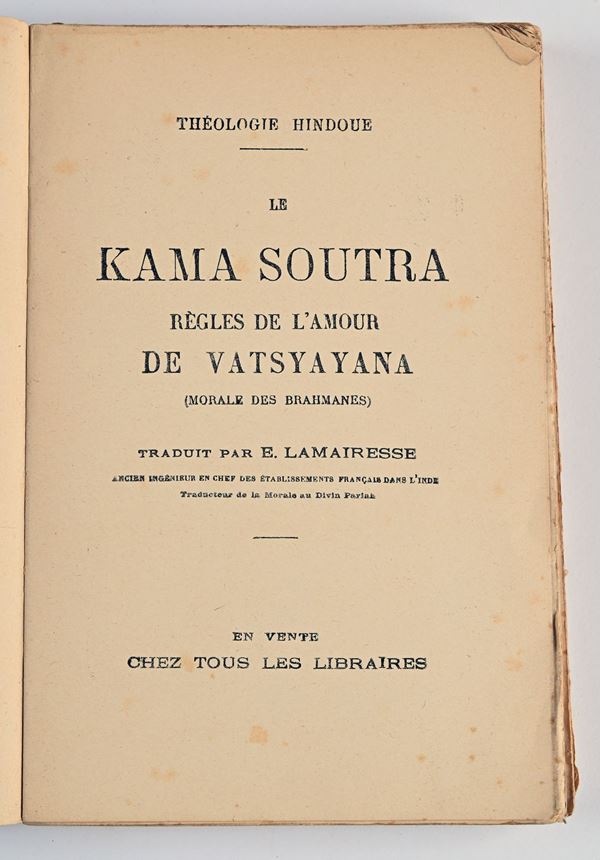 THÉOLOGIE HINDOUE
LE
KAMA SOUTRA
RÈGLES DE L'AMOUR
DE VATSYAYANA
(MORALE DES BRAHMANES)
TRADUIT PAR E. LAMAIRESSE
ANCIEN INGÉNIEUR EN CHEF DES ÉTABLISSEMENTS FRANÇAIS DANS L'INDE
Traducteur de la Morale au Divin Pariah
EN VENTE
CHEZ TOUS LES LIBRAIRES